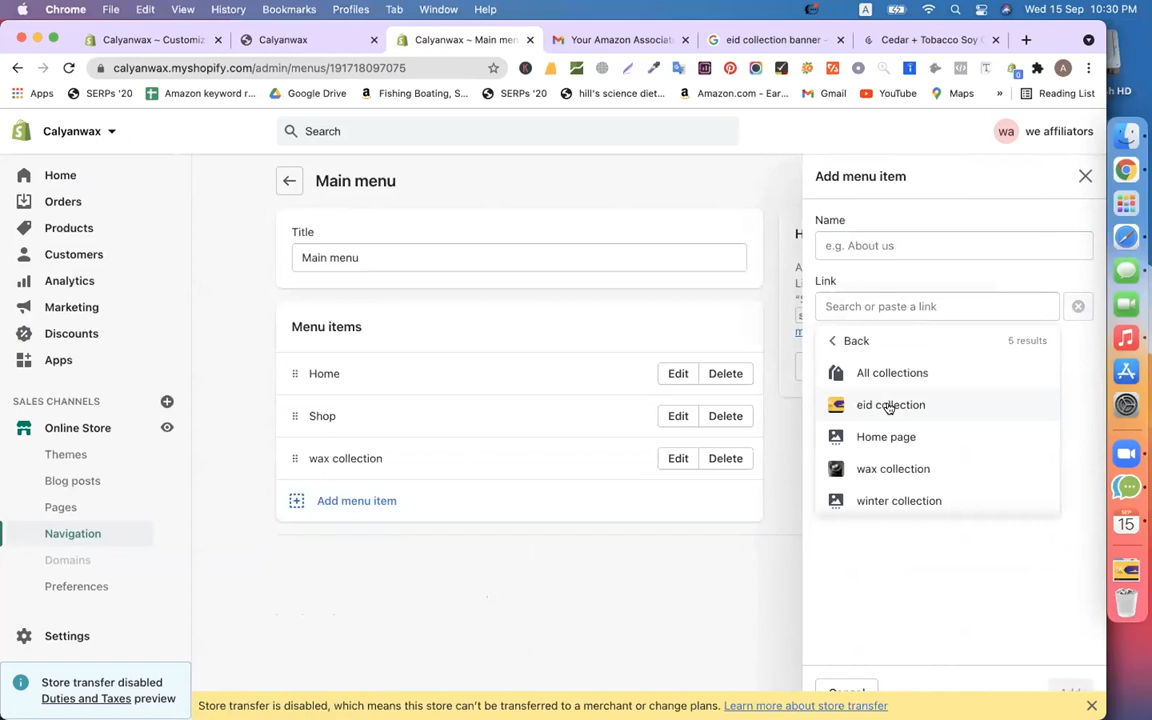 Chrome File Edit View History Bookmarks Profiles Tab Window Help A Wed 15 Sep 10:30 PM
Calyanwax ~ Customiz Calyanwax Calyanwax ~ Main men Your Amazon Associat eid collection banner - Cedar + Tobacco Soy C
calyanwax.myshopify.com/admin/menus/191718097075
Apps SERPs '20 Amazon keyword r... Google Drive Fishing Boating, S... SERPs '20 hill's science diet... Amazon.com - Ear... Gmail YouTube Maps » Reading List
Calyanwax Search wa we affiliators
Home
Orders
Products
Customers
Analytics
Marketing
Discounts
Apps
SALES CHANNELS
Online Store
Themes
Blog posts
Pages
Navigation
Domains
Preferences
Settings
Store transfer disabled
Duties and Taxes preview
Main menu
Title
Main menu
Menu items
Home Edit Delete
Shop Edit Delete
wax collection Edit Delete
Add menu item
Add menu item
Name
e.g. About us
Link
Search or paste a link
Back 5 results
All collections
eid collection
Home page
wax collection
winter collection
Cancel Add
Store transfer is disabled, which means this store can't be transferred to a merchant or change plans. Learn more about store transfer
SEP
15